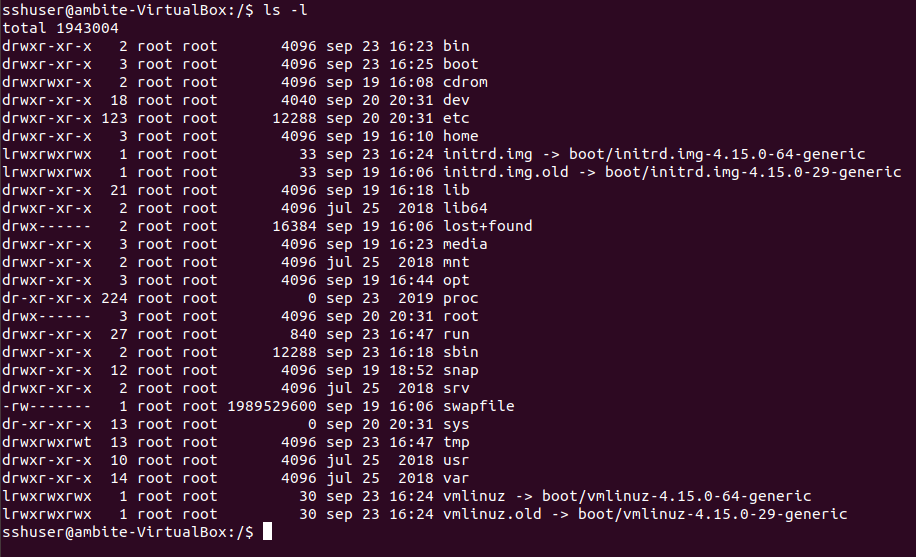 sshuser@ambite-VirtualBox:/$ ls -l
total 1943004
drwxr-xr-x   2 root root       4096 sep 23 16:23 bin
drwxr-xr-x   3 root root       4096 sep 23 16:25 boot
drwxrwxr-x   2 root root       4096 sep 19 16:08 cdrom
drwxr-xr-x  18 root root       4040 sep 20 20:31 dev
drwxr-xr-x 123 root root      12288 sep 20 20:31 etc
drwxr-xr-x   3 root root       4096 sep 19 16:10 home
lrwxrwxrwx   1 root root         33 sep 23 16:24 initrd.img -> boot/initrd.img-4.15.0-64-generic
lrwxrwxrwx   1 root root         33 sep 19 16:06 initrd.img.old -> boot/initrd.img-4.15.0-29-generic
drwxr-xr-x  21 root root       4096 sep 19 16:18 lib
drwxr-xr-x   2 root root       4096 jul 25  2018 lib64
drwx------   2 root root      16384 sep 19 16:06 lost+found
drwxr-xr-x   3 root root       4096 sep 19 16:23 media
drwxr-xr-x   2 root root       4096 jul 25  2018 mnt
drwxr-xr-x   3 root root       4096 sep 19 16:44 opt
dr-xr-xr-x 224 root root          0 sep 23  2019 proc
drwx------   3 root root       4096 sep 20 20:31 root
drwxr-xr-x  27 root root        840 sep 23 16:47 run
drwxr-xr-x   2 root root      12288 sep 23 16:18 sbin
drwxr-xr-x  12 root root       4096 sep 19 18:52 snap
drwxr-xr-x   2 root root       4096 jul 25  2018 srv
-rw-------   1 root root 1989529600 sep 19 16:06 swapfile
dr-xr-xr-x  13 root root          0 sep 20 20:31 sys
drwxrwxrwt  13 root root       4096 sep 23 16:47 tmp
drwxr-xr-x  10 root root       4096 jul 25  2018 usr
drwxr-xr-x  14 root root       4096 jul 25  2018 var
lrwxrwxrwx   1 root root         30 sep 23 16:24 vmlinuz -> boot/vmlinuz-4.15.0-64-generic
lrwxrwxrwx   1 root root         30 sep 23 16:24 vmlinuz.old -> boot/vmlinuz-4.15.0-29-generic
sshuser@ambite-VirtualBox:/$